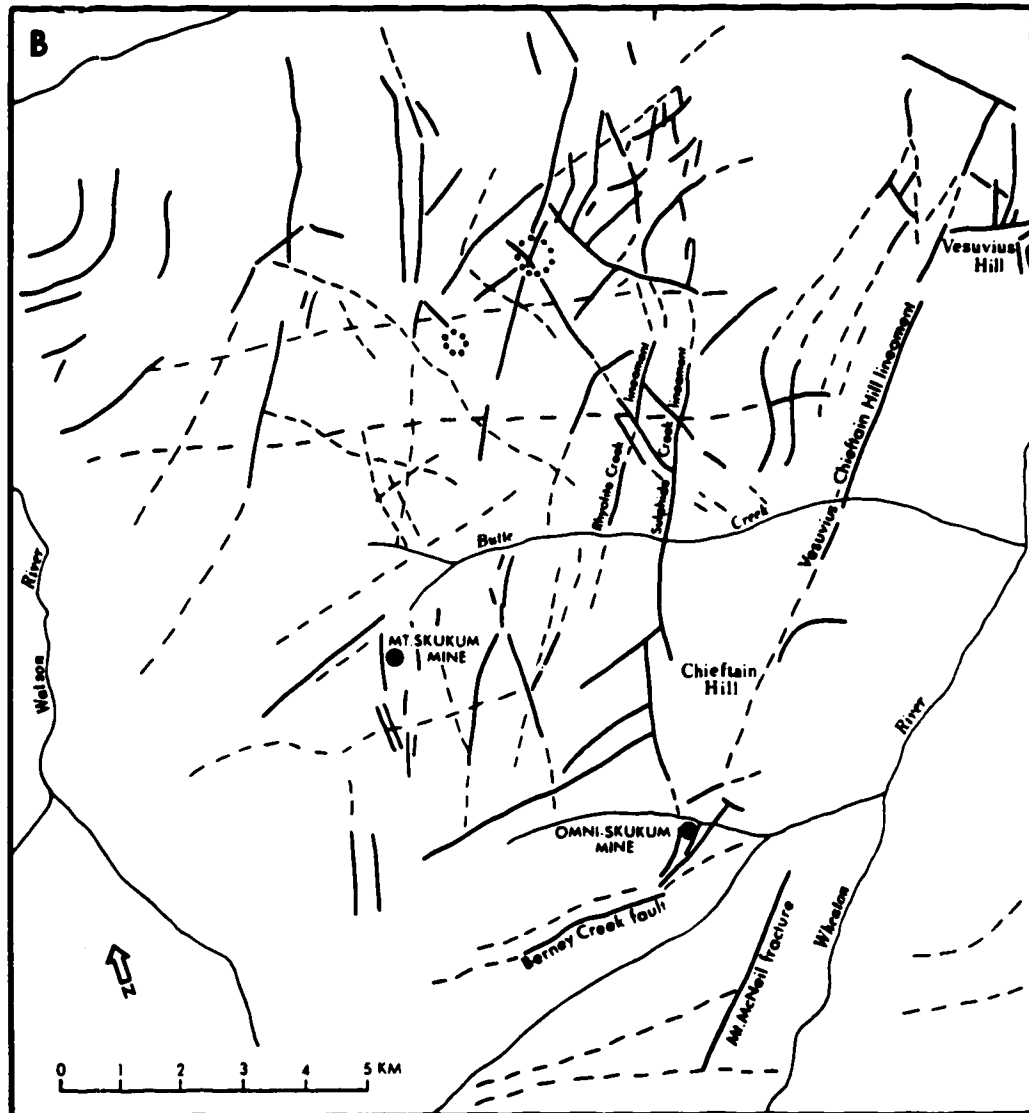 B
Vesuvius
Hill
Rhyolite Creek lineament
Sulphide Creek lineament
Vesuvius Chieftain Hill lineament
Butte Creek
River
Watson
MT. SKUKUM
MINE
Chieftain
Hill
River
Wheaton
OMNI-SKUKUM
MINE
Berney Creek fault
Mt. McNeil fracture
N
0 1 2 3 4 5 KM